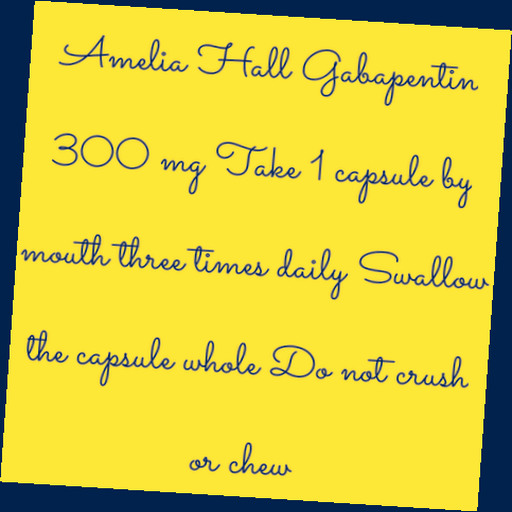 Amelia Hall Gabapentin
300 mg Take 1 capsule by
mouth three times daily Swallow
the capsule whole Do not crush
or chew